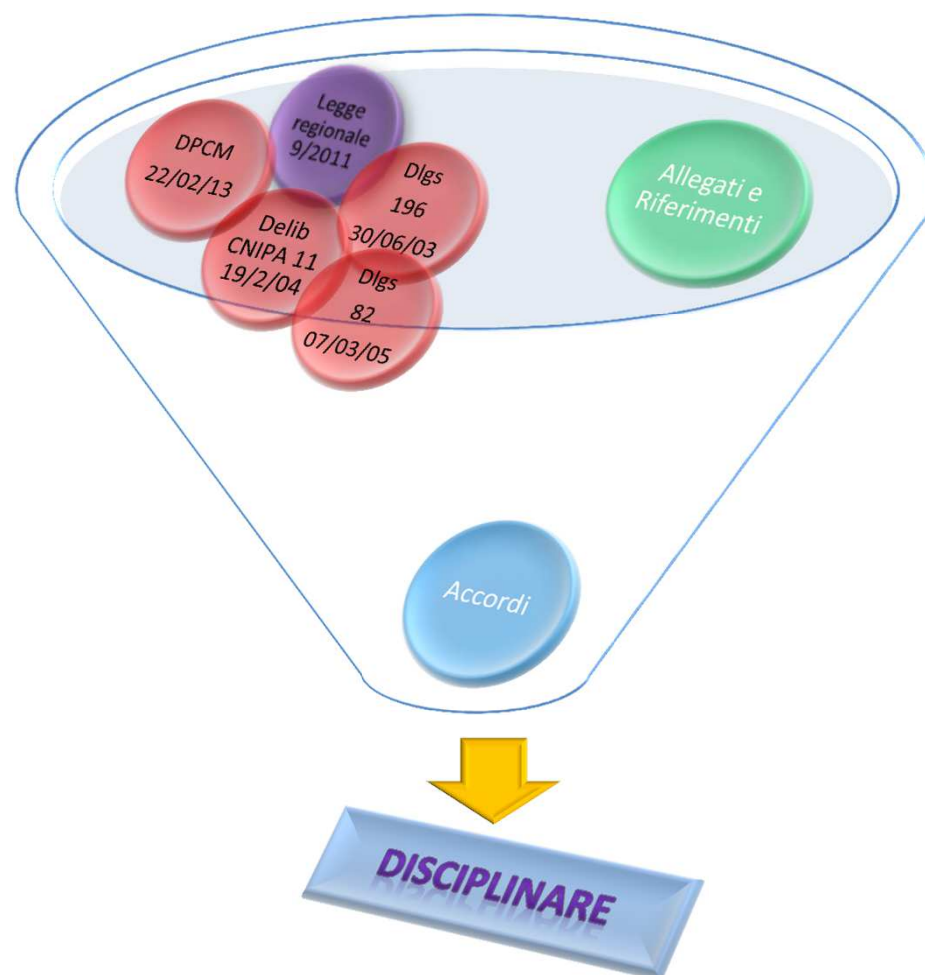 Legge
regionale
9/2011
DPCM
22/02/13
Dlgs
196
30/06/03
Delib
CNIPA 11
19/2/04
Dlgs
82
07/03/05
Allegati e
Riferimenti
Accordi
DISCIPLINARE